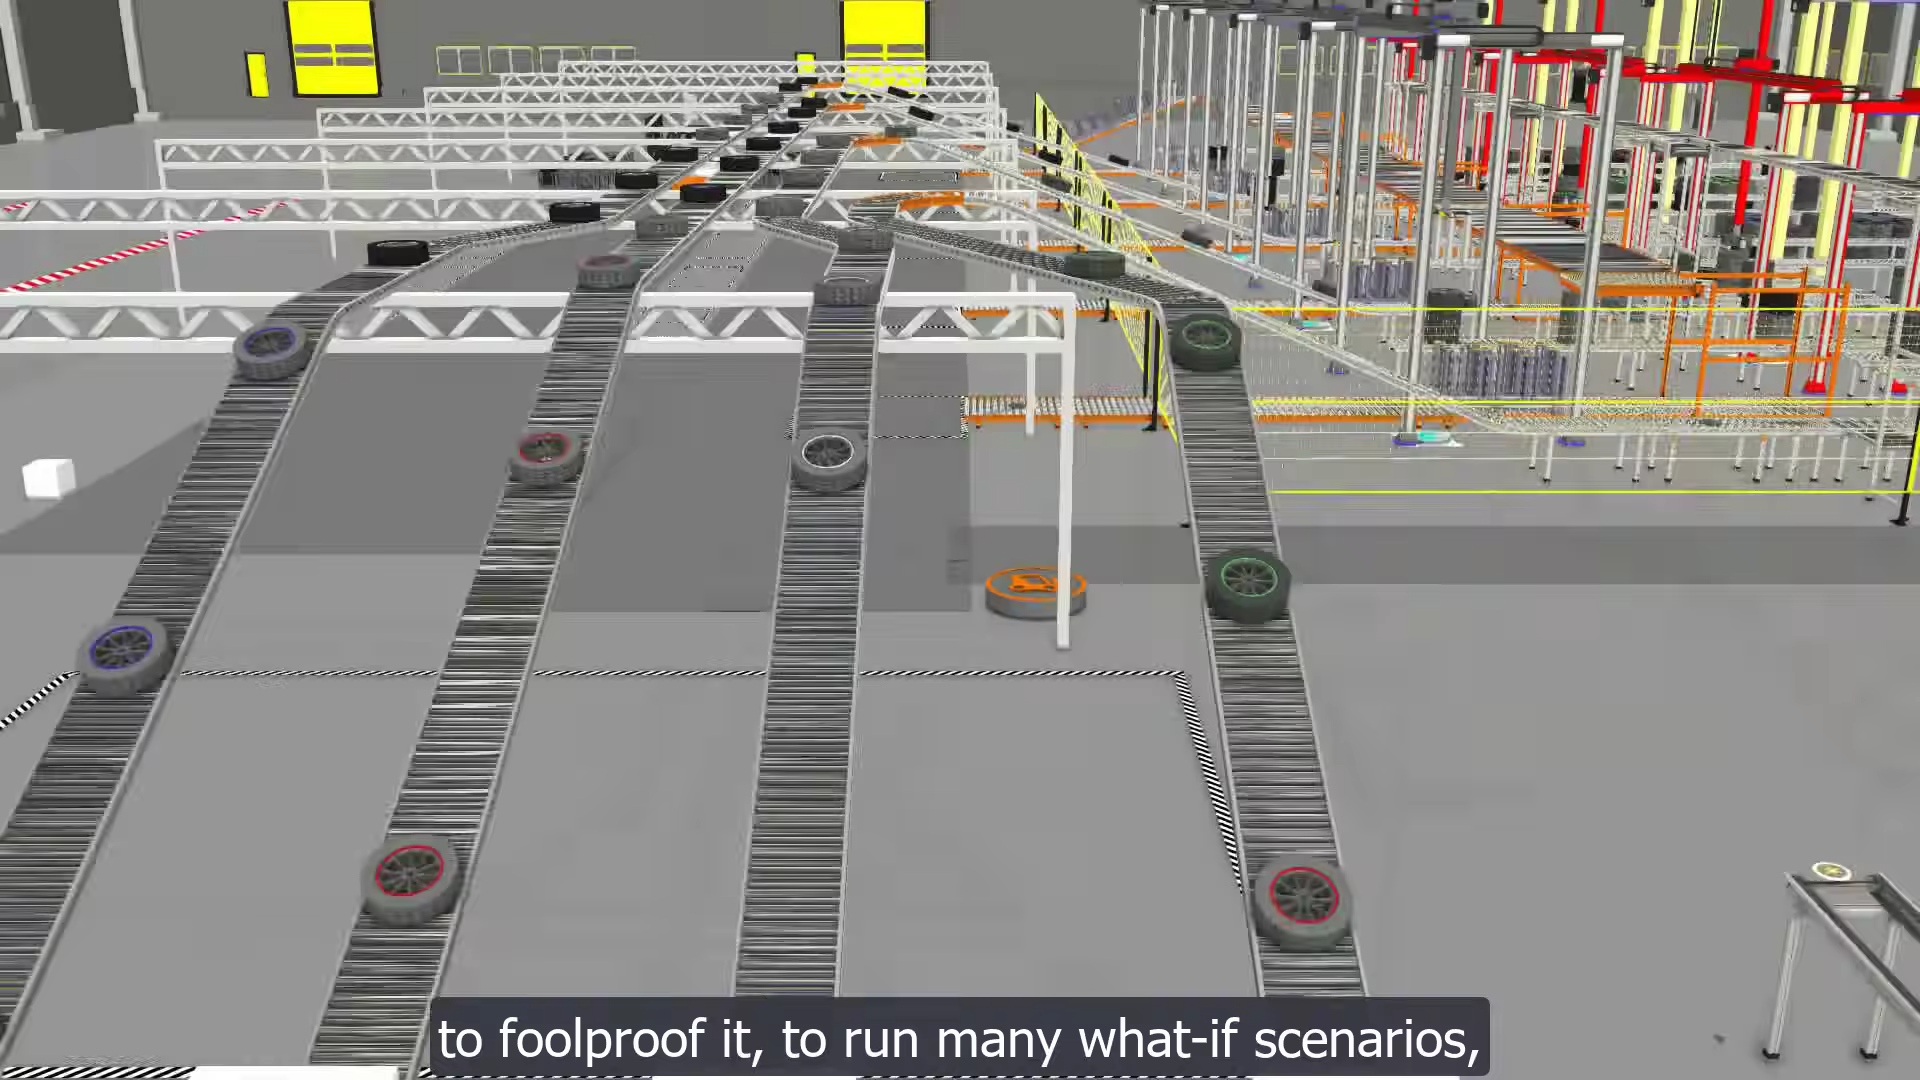 to foolproof it, to run many what-if scenarios,